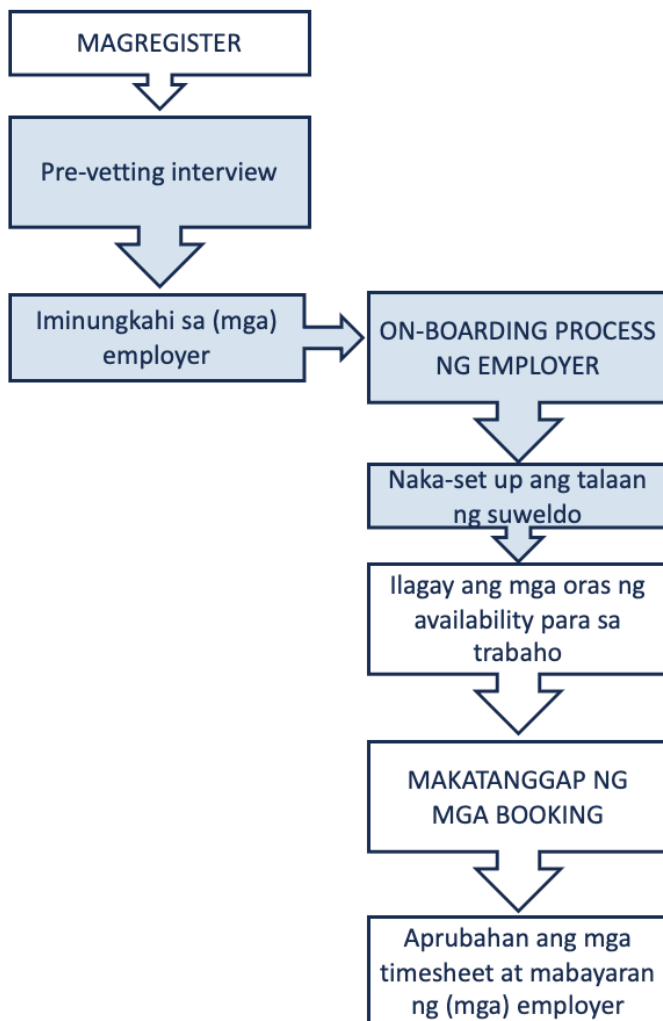 MAGREGISTER
Pre-vetting interview
Iminungkahi sa (mga)
employer
ON-BOARDING PROCESS
NG EMPLOYER
Naka-set up ang talaan
ng suweldo
Ilagay ang mga oras ng
availability para sa
trabaho
MAKATANGGAP NG
MGA BOOKING
Aprubahan ang mga
timesheet at mabayaran
ng (mga) employer